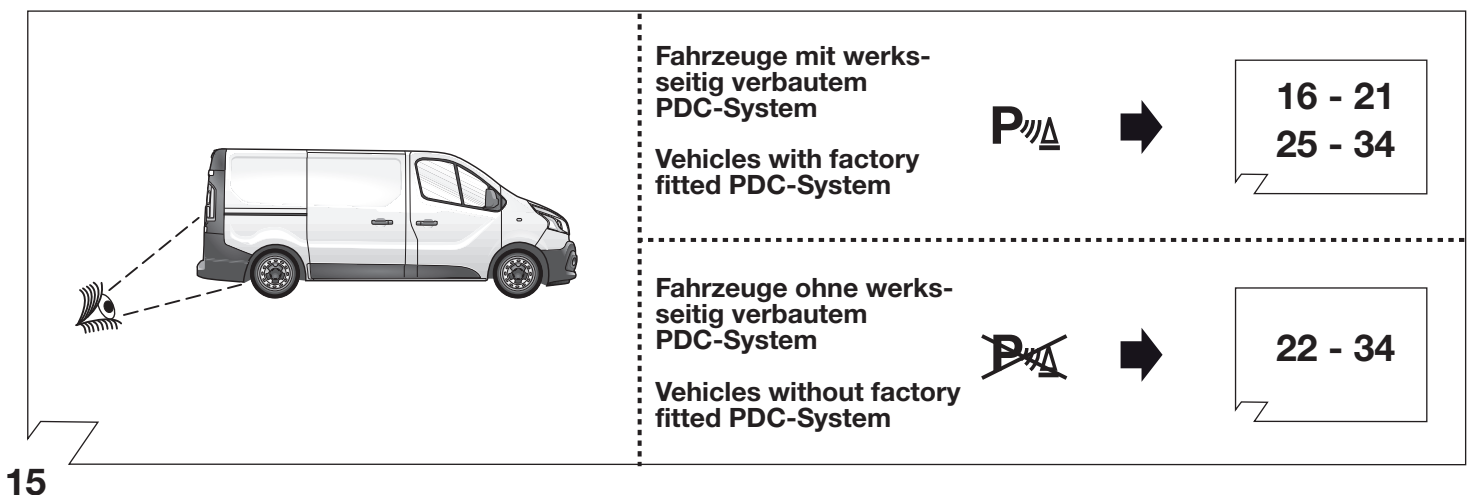 Fahrzeuge mit werks-
seitig verbautem
PDC-System
Vehicles with factory
fitted PDC-System
P
16 - 21
25 - 34
Fahrzeuge ohne werks-
seitig verbautem
PDC-System
Vehicles without factory
fitted PDC-System
P
22 - 34
15